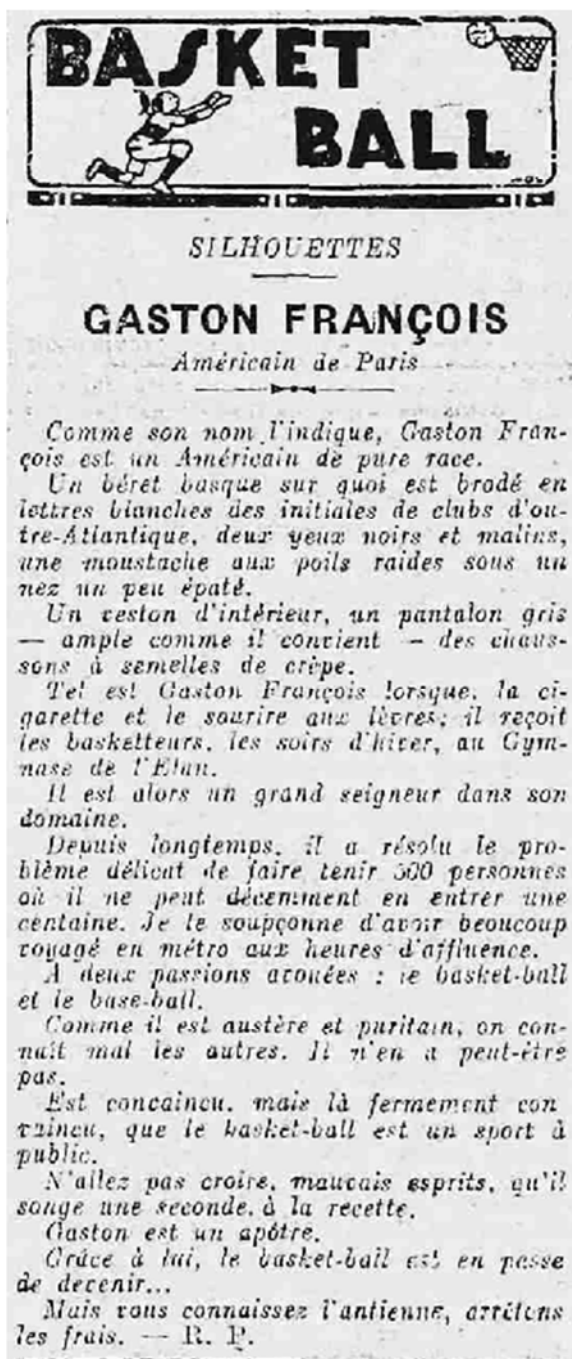 BASKET
BALL
SILHOUETTES
GASTON FRANÇOIS
Américain de Paris
Comme son nom l'indique, Gaston Fran-
çois est un Américain de pure race.
Un béret basque sur quoi est brodé en
lettres blanches des initiales de clubs d'ou-
tre-Atlantique, deux yeux noirs et malins,
une moustache aux poils raides sous un
nez un peu épaté.
Un veston d'intérieur, un pantalon gris
— ample comme il convient — des chaus-
sons à semelles de crêpe.
Tel est Gaston François lorsque, la ci-
garette et le sourire aux lèvres, il reçoit
les basketteurs, les soirs d'hiver, au Gym-
nase de l'Elan.
Il est alors un grand seigneur dans son
domaine.
Depuis longtemps, il a résolu le pro-
blème délicat de faire tenir 500 personnes
où il ne peut décemment en entrer une
centaine. Je le soupçonne d'avoir beaucoup
voyagé en métro aux heures d'affluence.
A deux passions avouées : le basket-ball
et le base-ball.
Comme il est austère et puritain, on con-
naît mal les autres. Il n'en a peut-être
pas.
Est convaincu, mais là fermement con
vaincu, que le basket-ball est un sport à
public.
N'allez pas croire, mauvais esprits, qu'il
songe une seconde, à la recette.
Gaston est un apôtre.
Grâce à lui, le basket-ball est en passe
de devenir...
Mais vous connaissez l'antienne, arrêtons
les frais. — R. P.